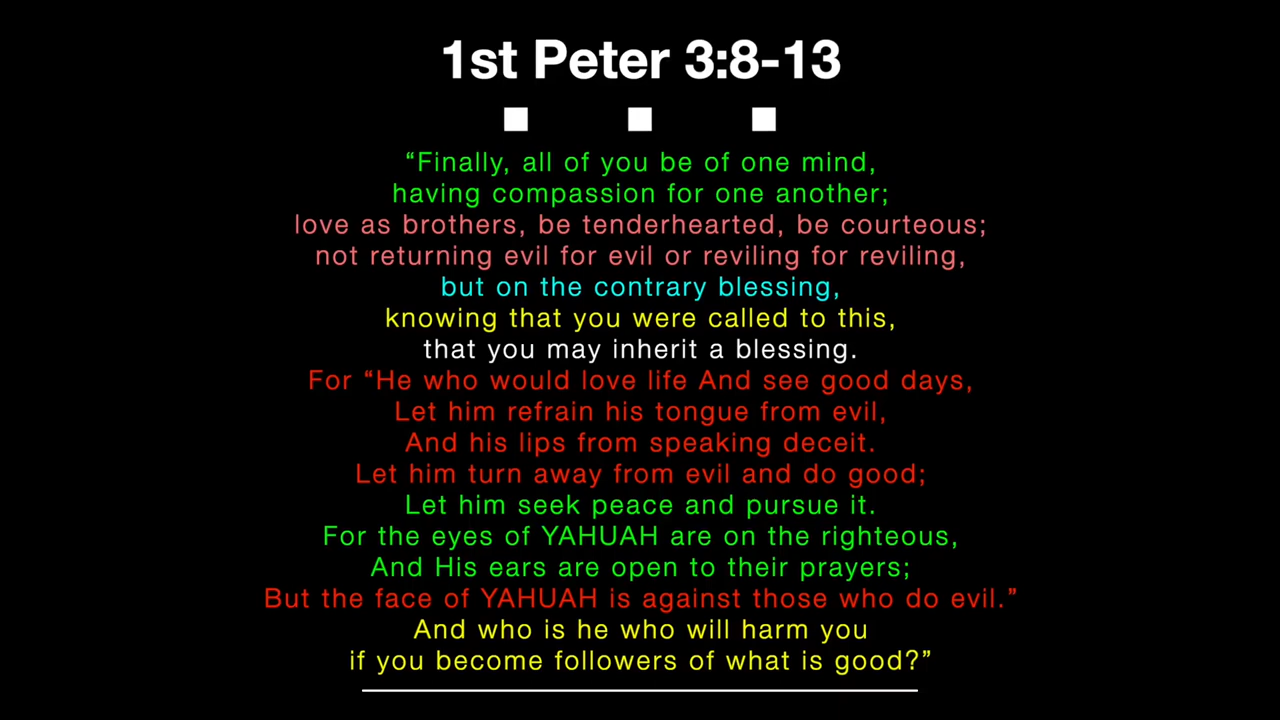 1st Peter 3:8-13
“Finally, all of you be of one mind,
having compassion for one another;
love as brothers, be tenderhearted, be courteous;
not returning evil for evil or reviling for reviling,
but on the contrary blessing,
knowing that you were called to this,
that you may inherit a blessing.
For “He who would love life And see good days,
Let him refrain his tongue from evil,
And his lips from speaking deceit.
Let him turn away from evil and do good;
Let him seek peace and pursue it.
For the eyes of YAHUAH are on the righteous,
And His ears are open to their prayers;
But the face of YAHUAH is against those who do evil.”
And who is he who will harm you
if you become followers of what is good?”